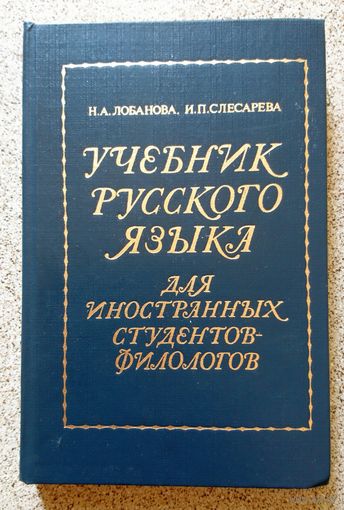 Н.А.ЛОБАНОВА, И.П.СЛЕСАРЕВА
УЧЕБНИК
РУССКОГО
ЯЗЫКА
ДЛЯ
ИНОСТРАННЫХ
СТУДЕНТОВ-
ФИЛОЛОГОВ